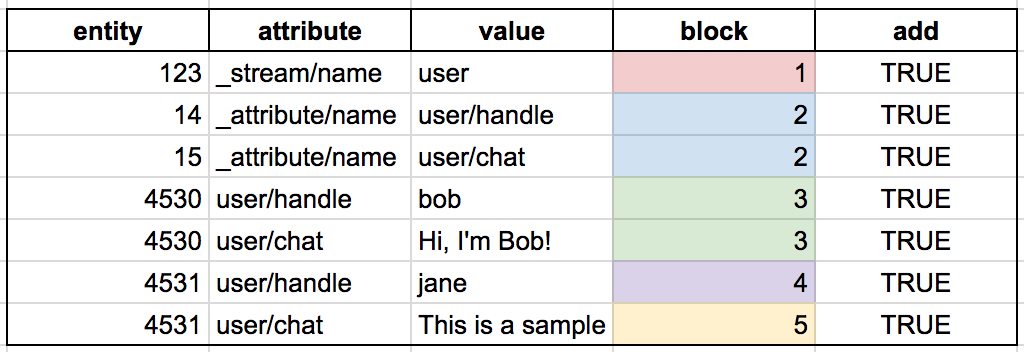 entity attribute value block add
123 _stream/name user 1 TRUE
14 _attribute/name user/handle 2 TRUE
15 _attribute/name user/chat 2 TRUE
4530 user/handle bob 3 TRUE
4530 user/chat Hi, I'm Bob! 3 TRUE
4531 user/handle jane 4 TRUE
4531 user/chat This is a sample 5 TRUE